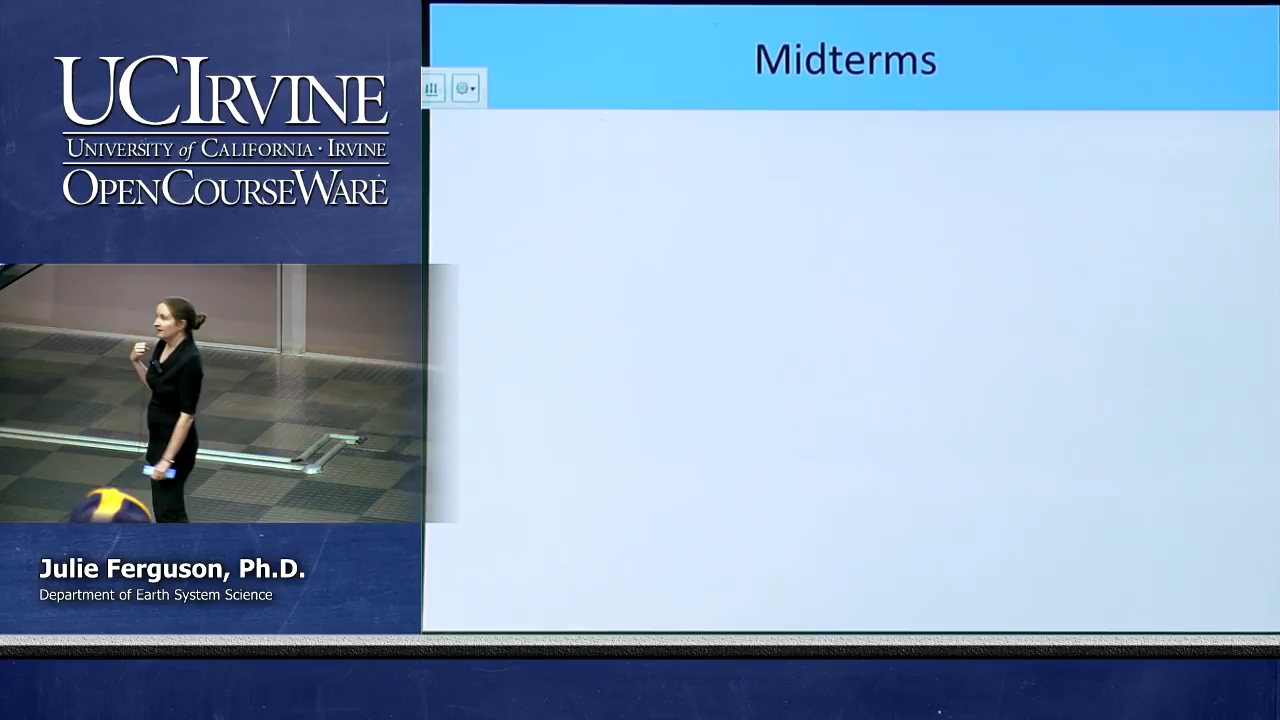 UCIRVINE
UNIVERSITY of CALIFORNIA · IRVINE
OPENCOURSEWARE
Midterms
Julie Ferguson, Ph.D.
Department of Earth System Science